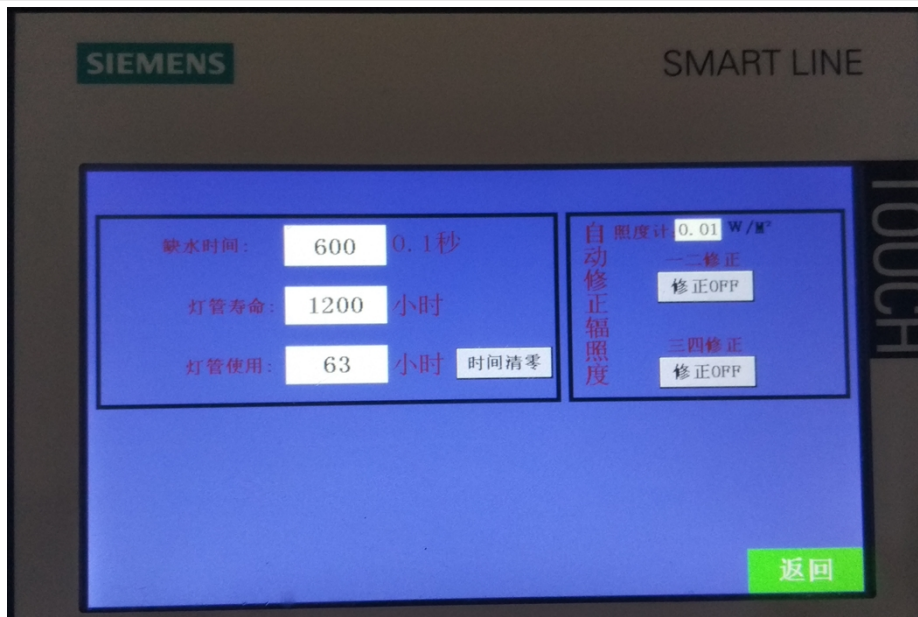 SIEMENS
SMART LINE
TOUCH
缺水时间: 600 0.1秒
灯管寿命: 1200 小时
灯管使用: 63 小时 时间清零
自动修正辐照度
照度计 0.01 W/M²
一二修正
修正OFF
三四修正
修正OFF
返回